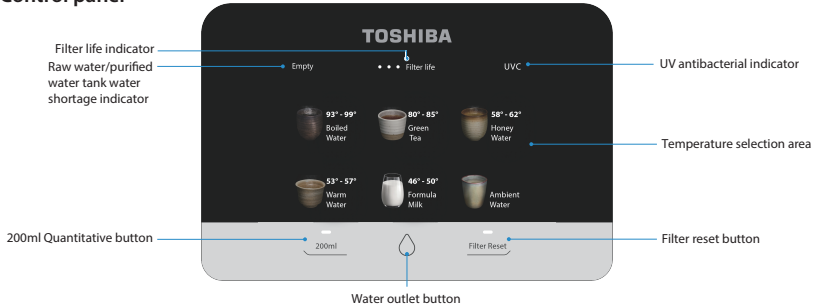 Control panel
TOSHIBA
Filter life indicator
Raw water/purified
water tank water
shortage indicator
Empty
Filter life
UVC
UV antibacterial indicator
93° - 99°
Boiled
Water
80° - 85°
Green
Tea
58° - 62°
Honey
Water
Temperature selection area
53° - 57°
Warm
Water
46° - 50°
Formula
Milk
Ambient
Water
200ml Quantitative button
200ml
Filter Reset
Filter reset button
Water outlet button